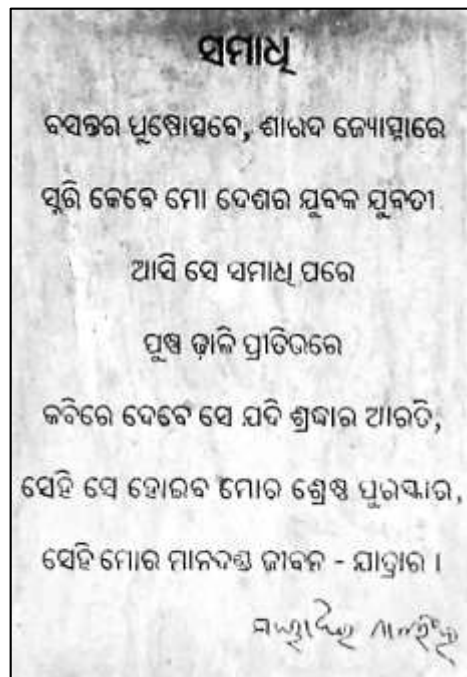 ସମାଧି
ବସନ୍ତର ପୁଷ୍ପୋତ୍ସବେ, ଶାରଦ ଜ୍ୟୋତ୍ସ୍ନାରେ
ସ୍ମରି କେବେ ମୋ ଦେଶର ଯୁବକ ଯୁବତୀ
ଆସି ସେ ସମାଧି ପରେ
ପୁଷ୍ପ ଢ଼ାଳି ପ୍ରୀତିଭରେ
କବିରେ ଦେବେ ସେ ଯଦି ଶ୍ରଦ୍ଧାର ଆରତି,
ସେହି ସେ ହୋଇବ ମୋର ଶ୍ରେଷ୍ଠ ପୁରସ୍କାର,
ସେହି ମୋର ମାନଦଣ୍ଡ ଜୀବନ - ଯାତ୍ରାର ।